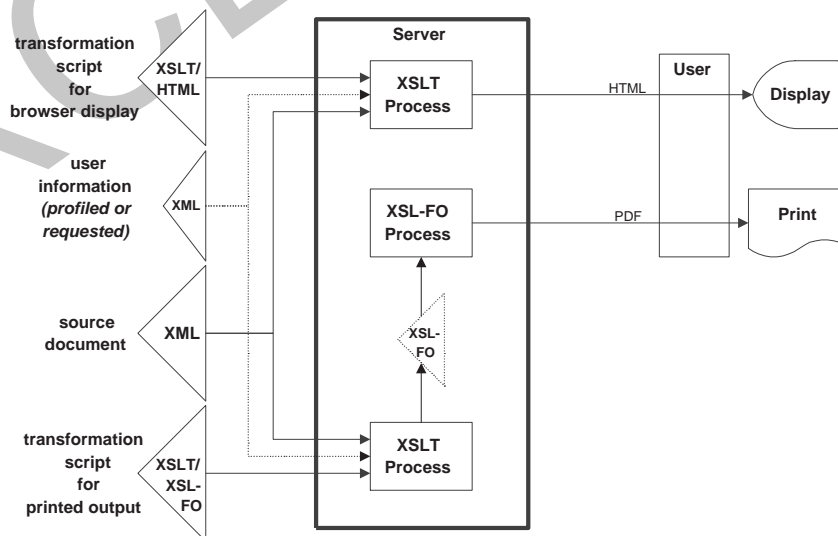 transformation
script
for
browser display
XSLT/
HTML
user
information
(profiled or
requested)
XML
source
document
XML
transformation
script
for
printed output
XSLT/
XSL-
FO
Server
XSLT
Process
XSL-FO
Process
XSL-
FO
XSLT
Process
HTML
PDF
User
Display
Print